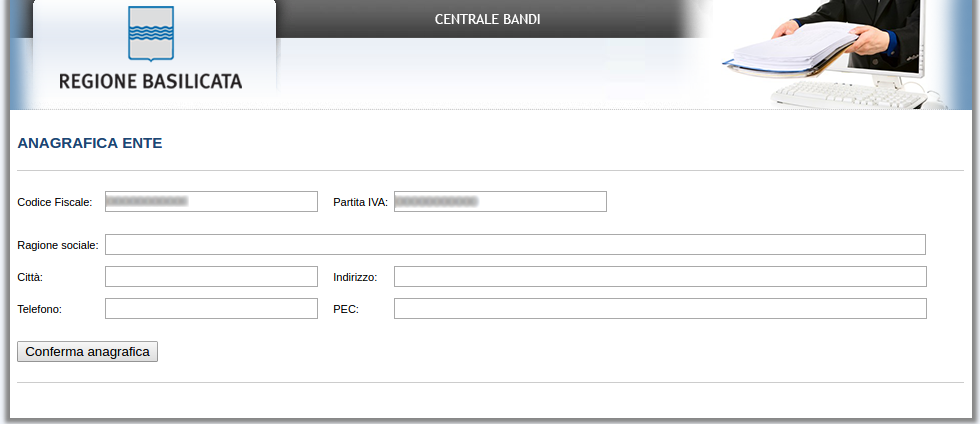 CENTRALE BANDI
REGIONE BASILICATA
ANAGRAFICA ENTE
Codice Fiscale: Partita IVA:
Ragione sociale:
Città: Indirizzo:
Telefono: PEC:
Conferma anagrafica